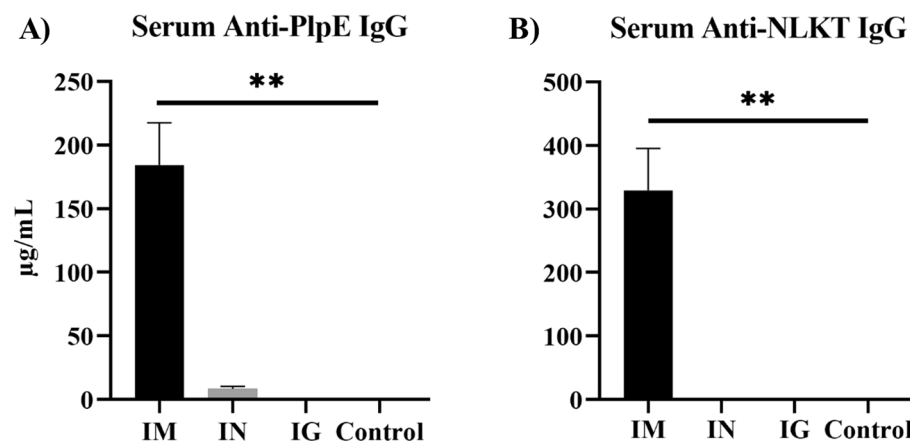 A) Serum Anti-PlpE IgG
**
250
200
150
100
50
0
µg/mL
IM IN IG Control
B) Serum Anti-NLKT IgG
**
500
400
300
200
100
0
IM IN IG Control